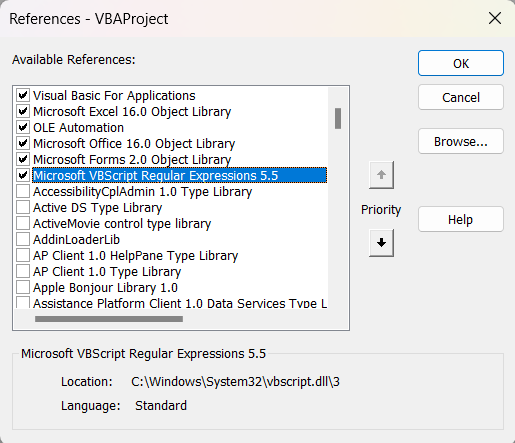 References - VBAProject
Available References:
Visual Basic For Applications
Microsoft Excel 16.0 Object Library
OLE Automation
Microsoft Office 16.0 Object Library
Microsoft Forms 2.0 Object Library
Microsoft VBScript Regular Expressions 5.5
AccessibilityCplAdmin 1.0 Type Library
Active DS Type Library
ActiveMovie control type library
AddinLoaderLib
AP Client 1.0 HelpPane Type Library
AP Client 1.0 Type Library
Apple Bonjour Library 1.0
Assistance Platform Client 1.0 Data Services Type L
OK
Cancel
Browse...
Priority
Help
Microsoft VBScript Regular Expressions 5.5
Location: C:\Windows\System32\vbscript.dll\3
Language: Standard